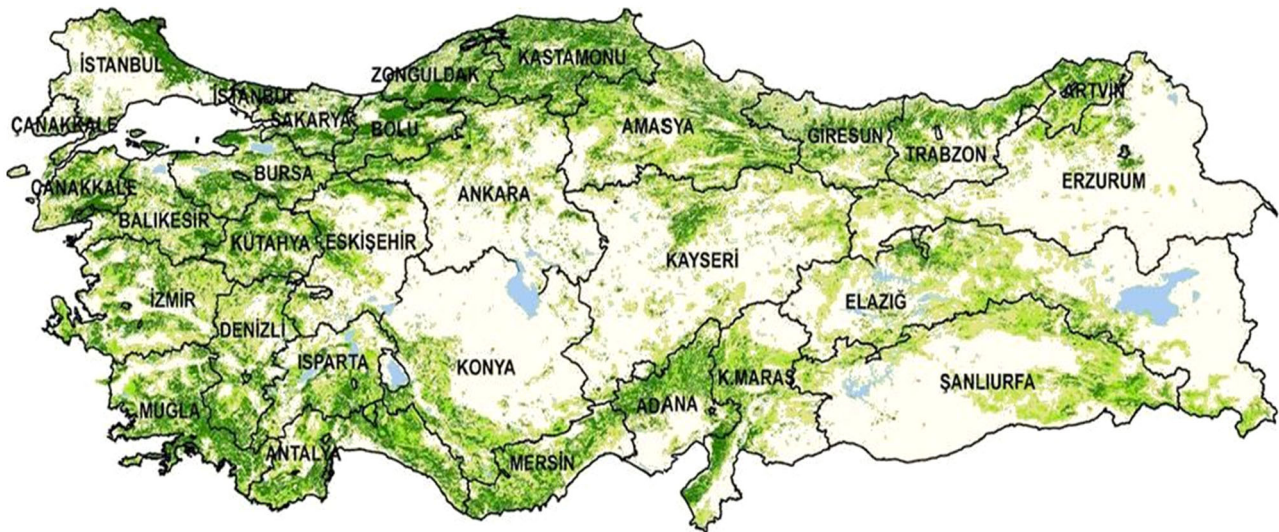 İSTANBUL
ZONGULDAK
KASTAMONU
İSTANBUL
SAKARYA
BOLU
ÇANAKKALE
AMASYA
GİRESUN
TRABZON
ARTVİN
ÇANAKKALE
BURSA
ANKARA
ERZURUM
BALIKESİR
KÜTAHYA
ESKİŞEHİR
KAYSERİ
İZMİR
DENİZLİ
ELAZIĞ
ISPARTA
KONYA
K.MARAŞ
ŞANLIURFA
MUĞLA
ADANA
ANTALYA
MERSİN